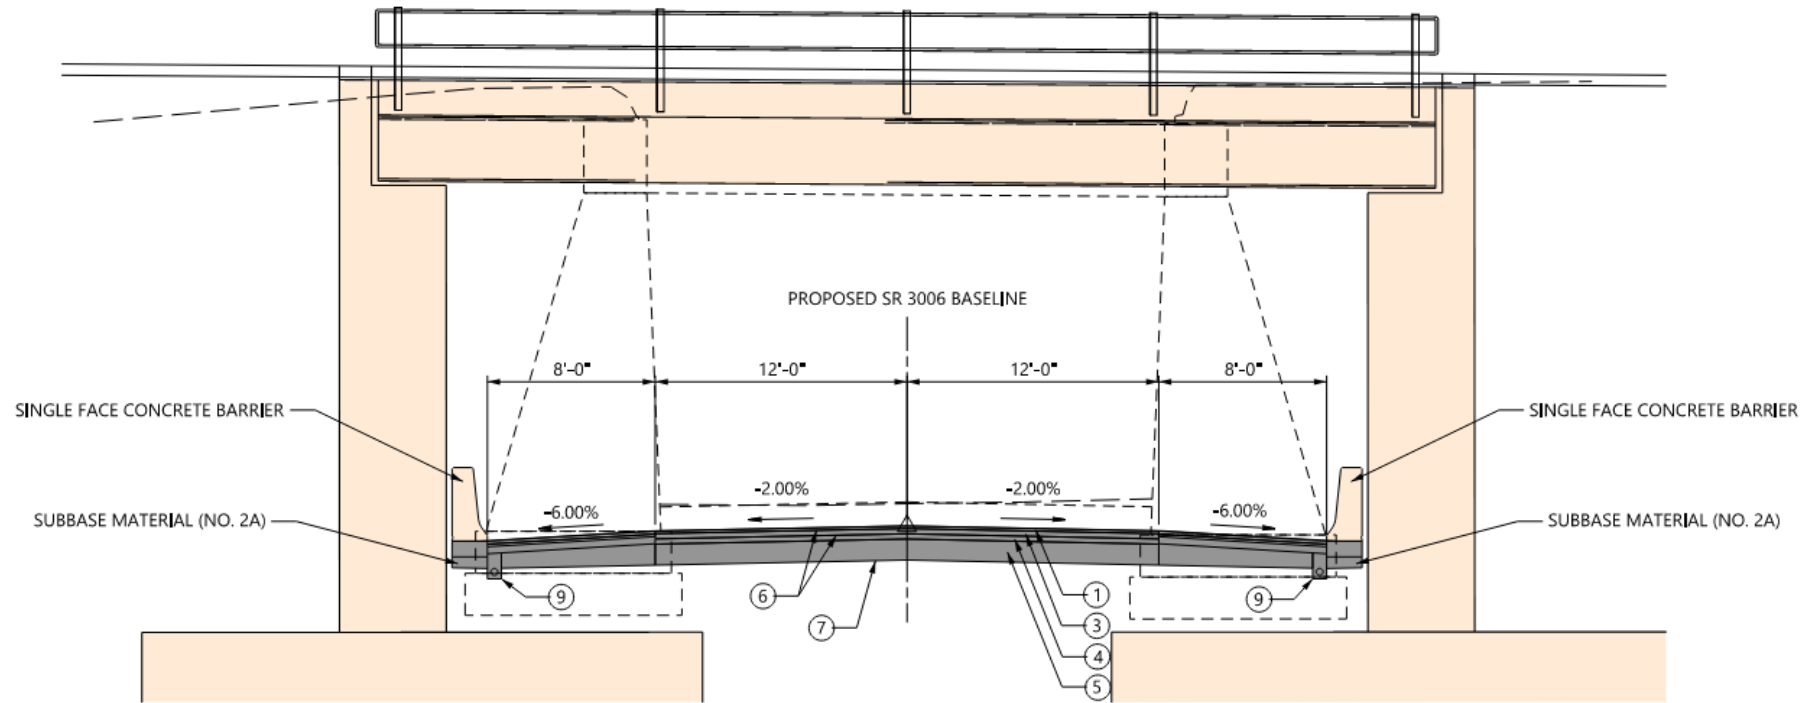 PROPOSED SR 3006 BASELINE
8'-0" 12'-0" 12'-0" 8'-0"
SINGLE FACE CONCRETE BARRIER
SINGLE FACE CONCRETE BARRIER
-2.00% -2.00%
-6.00% -6.00%
SUBBASE MATERIAL (NO. 2A)
SUBBASE MATERIAL (NO. 2A)
9 6 1 9
7 3
4
5